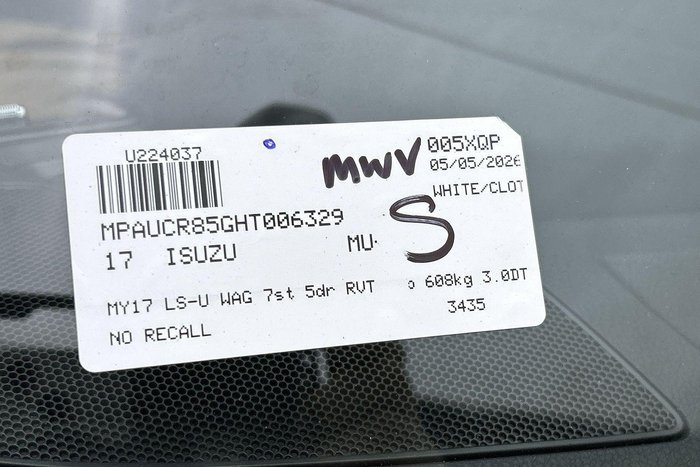 U224037
MWV
005XQP
05/05/2026
WHITE/CLOT
MPAUCR85GHT006329
17 ISUZU MU·
S
MY17 LS-U WAG 7st 5dr RVT 608kg 3.0DT
3435
NO RECALL